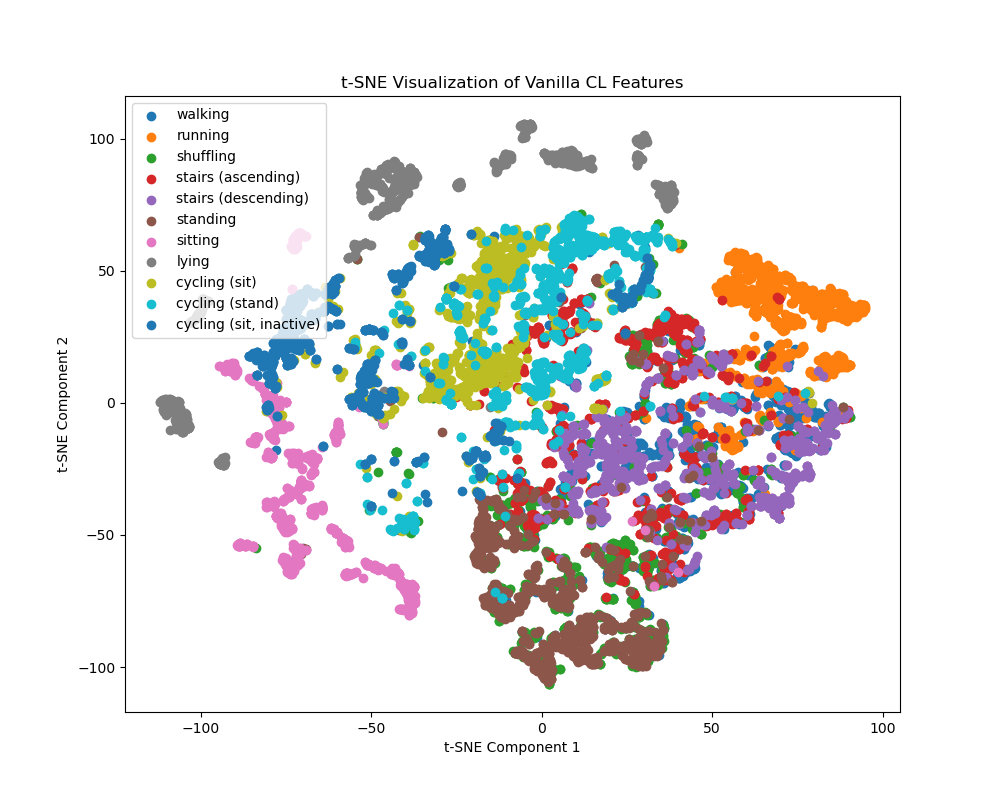 t-SNE Visualization of Vanilla CL Features
walking
running
shuffling
stairs (ascending)
stairs (descending)
standing
sitting
lying
cycling (sit)
cycling (stand)
cycling (sit, inactive)
100
50
0
−50
−100
t-SNE Component 2
−100
−50
0
50
100
t-SNE Component 1